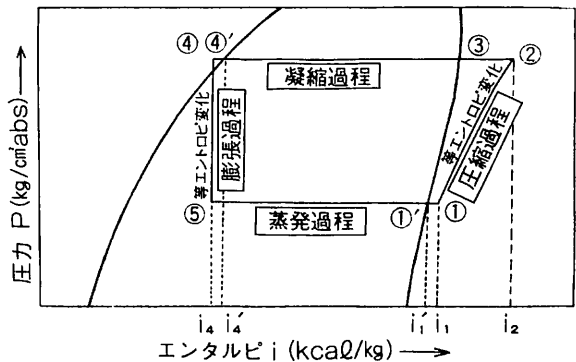 ④ ④′ ③ ②
凝縮過程
等エントロピ変化
膨張過程
等エントロピ変化
圧縮過程
⑤ ①′ ①
蒸発過程
圧力 P (kg/cm²abs)
i₄ i₄′ i₁′ i₁ i₂
エンタルピ i (kcaℓ/kg)